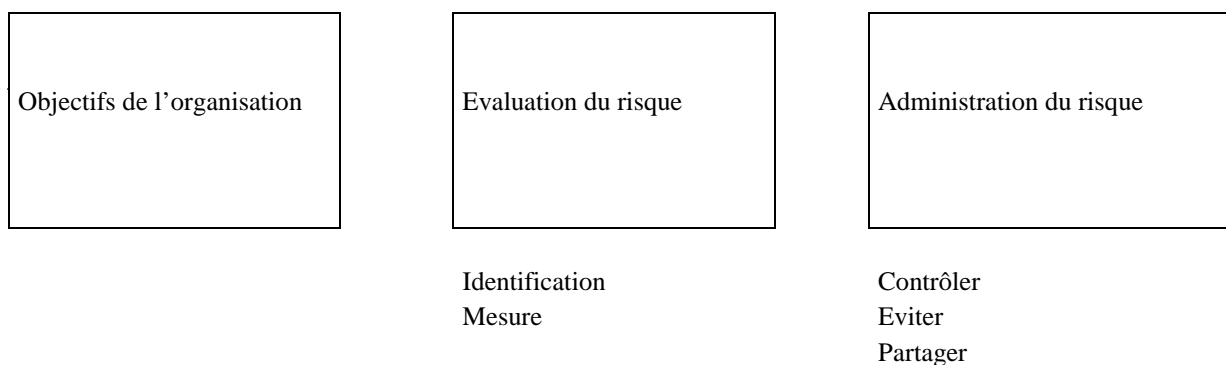 Objectifs de l’organisation
Evaluation du risque
Administration du risque
Identification
Mesure
Contrôler
Eviter
Partager